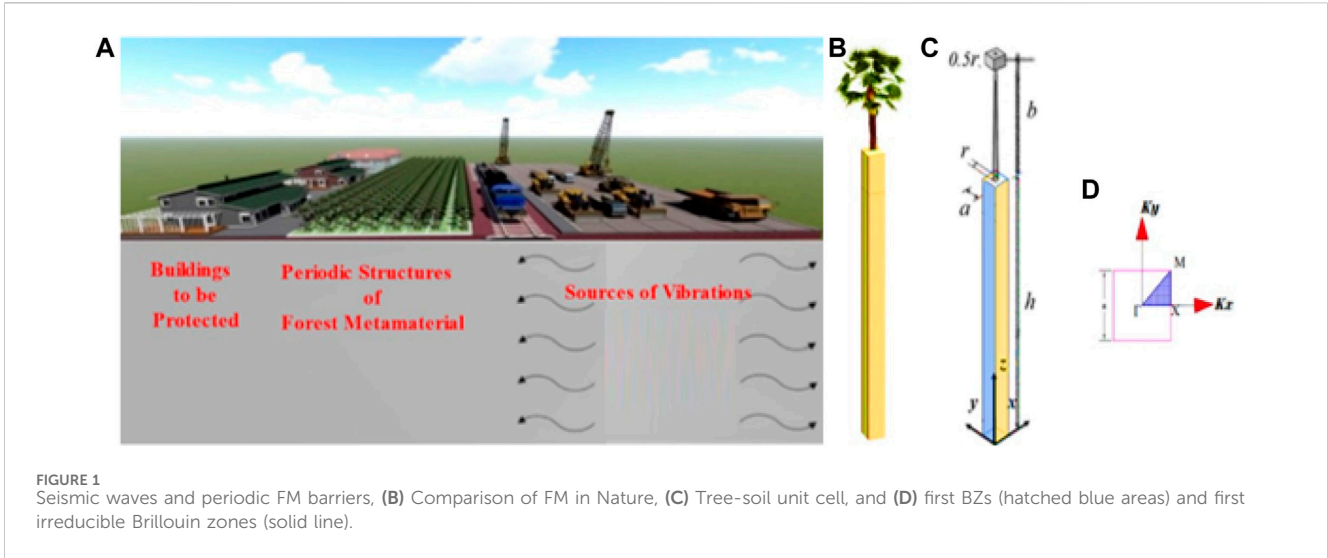 A
B
C
D
Buildings
to be
Protected
Periodic Structures
of
Forest Metamaterial
Sources of Vibrations
0.5r
b
r
a
h
z
y
x
Ky
M
Γ
X
Kx
FIGURE 1
Seismic waves and periodic FM barriers, (B) Comparison of FM in Nature, (C) Tree-soil unit cell, and (D) first BZs (hatched blue areas) and first
irreducible Brillouin zones (solid line).